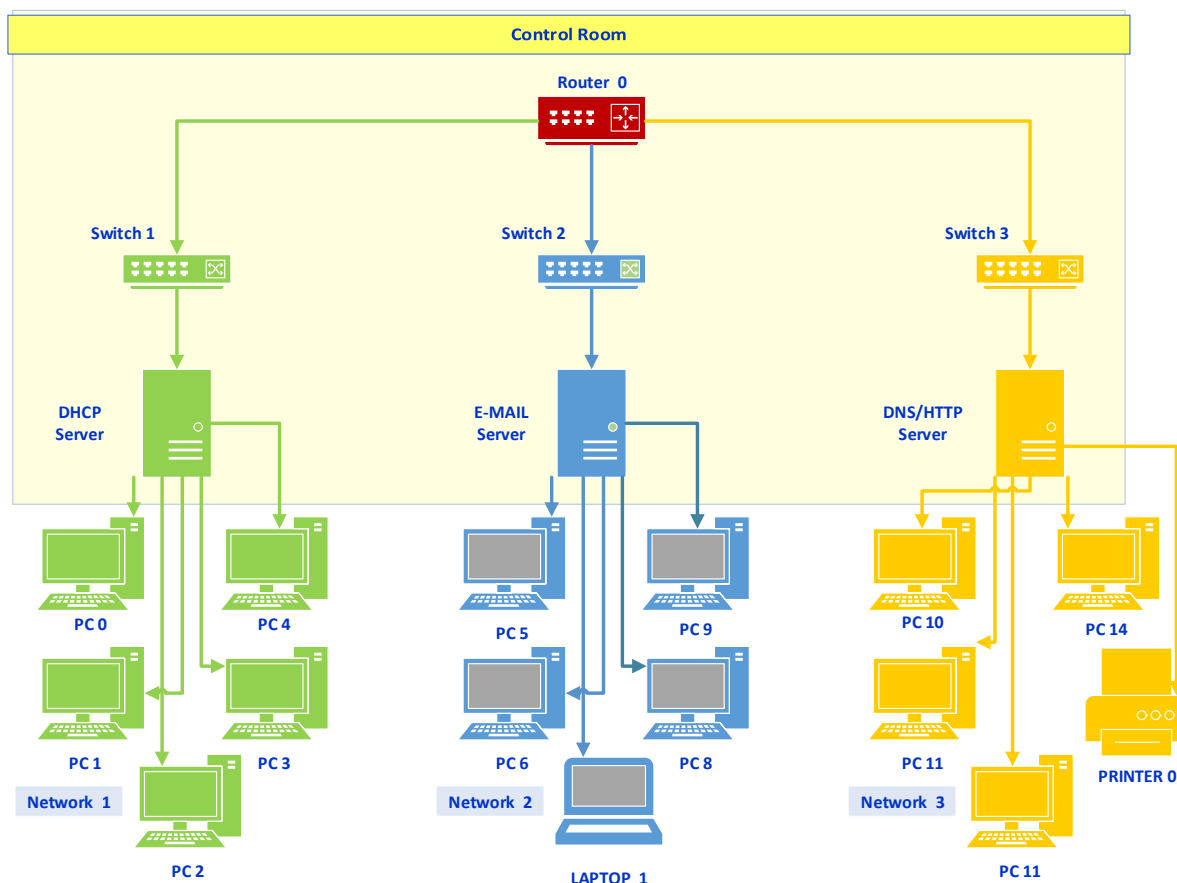 Control Room
Router 0
Switch 1
Switch 2
Switch 3
DHCP
Server
E-MAIL
Server
DNS/HTTP
Server
PC 0
PC 4
PC 5
PC 9
PC 10
PC 14
PC 1
PC 3
PC 6
PC 8
PC 11
PRINTER 0
Network 1
Network 2
Network 3
PC 2
LAPTOP 1
PC 11